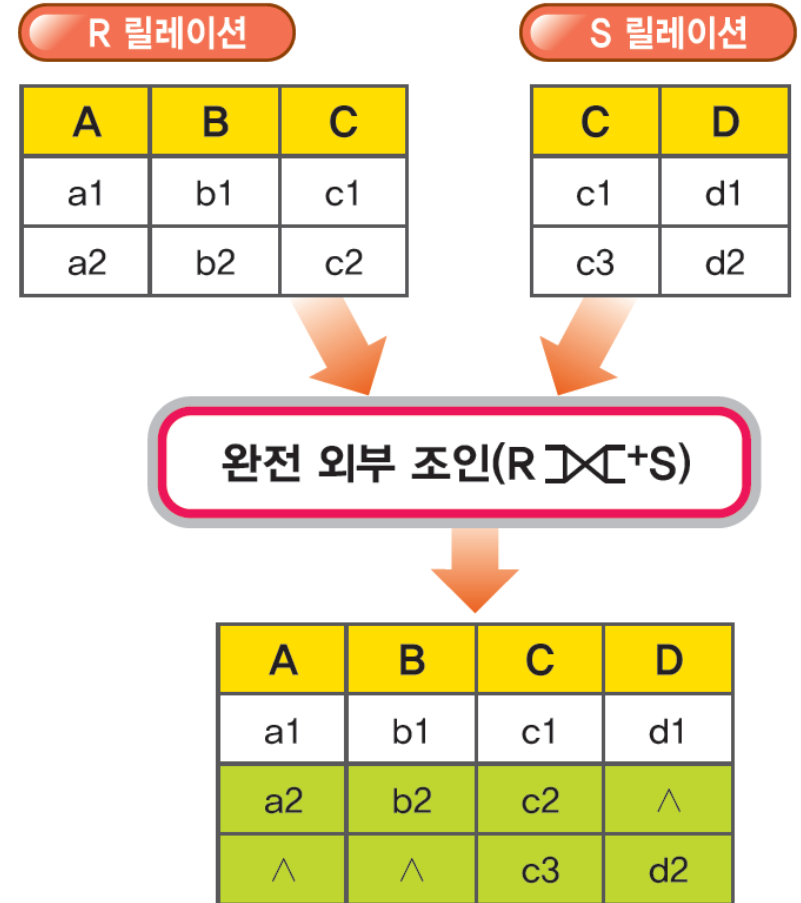 R 릴레이션
S 릴레이션
A B C
a1 b1 c1
a2 b2 c2
C D
c1 d1
c3 d2
완전 외부 조인(R ⟗⁺S)
A B C D
a1 b1 c1 d1
a2 b2 c2 ∧
∧ ∧ c3 d2